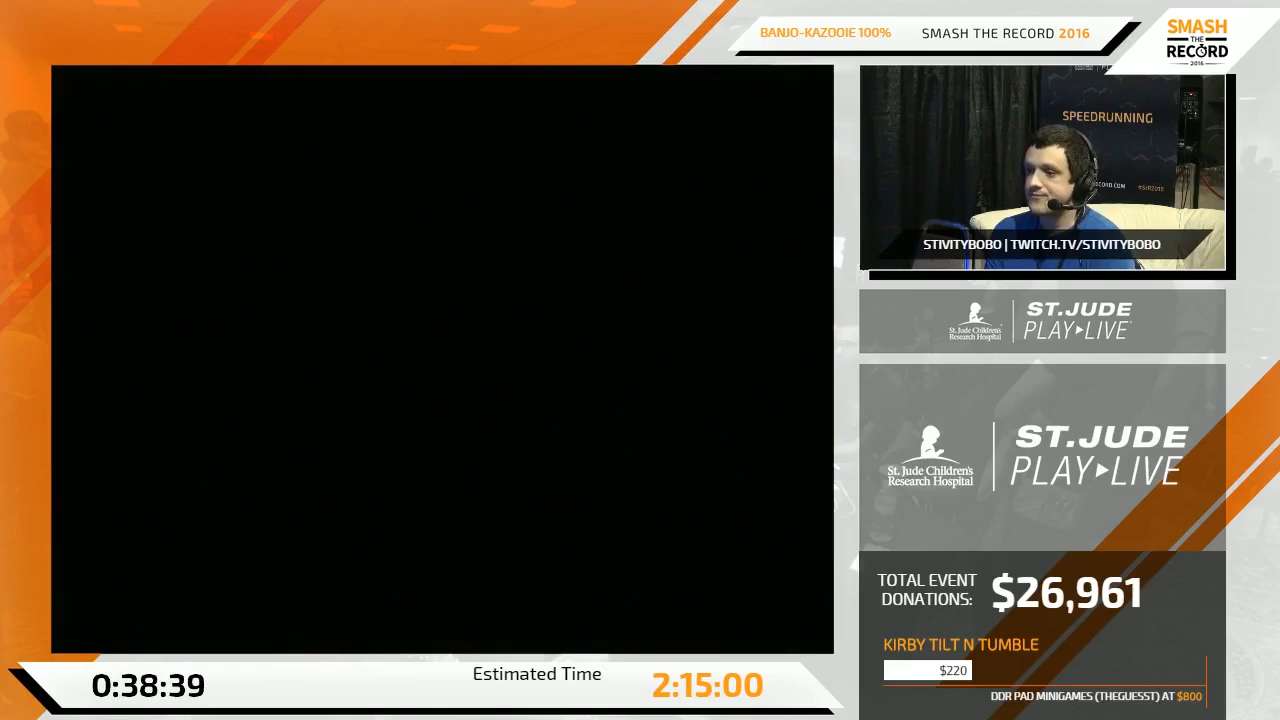 BANJO-KAZOOIE 100%
SMASH THE RECORD 2016
SMASH
THE
RECORD
2016
SPEEDRUNNING
#StR2016
STIVITYBOBO | TWITCH.TV/STIVITYBOBO
St. Jude Children's
Research Hospital
ST.JUDE
PLAY LIVE
St. Jude Children's
Research Hospital
ST.JUDE
PLAY LIVE
TOTAL EVENT
DONATIONS:
$26,961
KIRBY TILT N TUMBLE
$220
DDR PAD MINIGAMES (THEGUESST) AT $800
0:38:39
Estimated Time
2:15:00